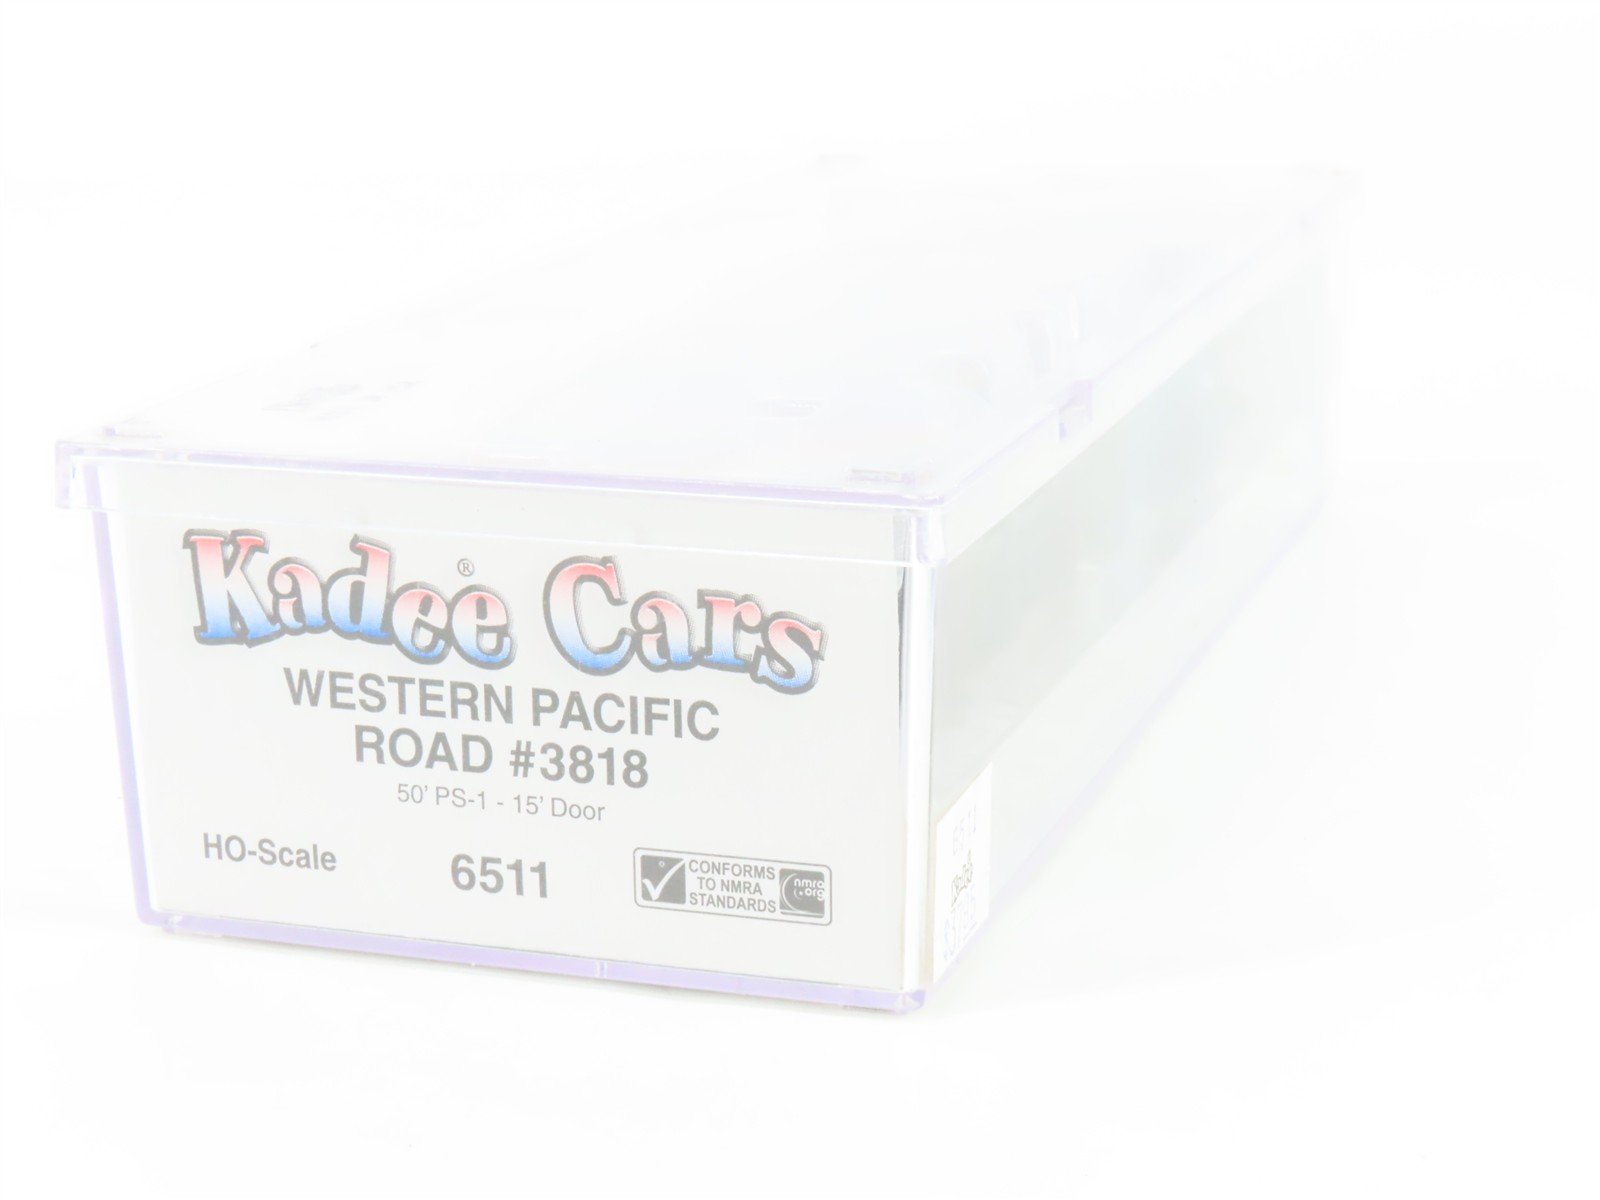 Kadee® Cars
WESTERN PACIFIC
ROAD #3818
50' PS-1 - 15' Door
HO-Scale
6511
CONFORMS
TO NMRA
STANDARDS
nmra
.org
6511